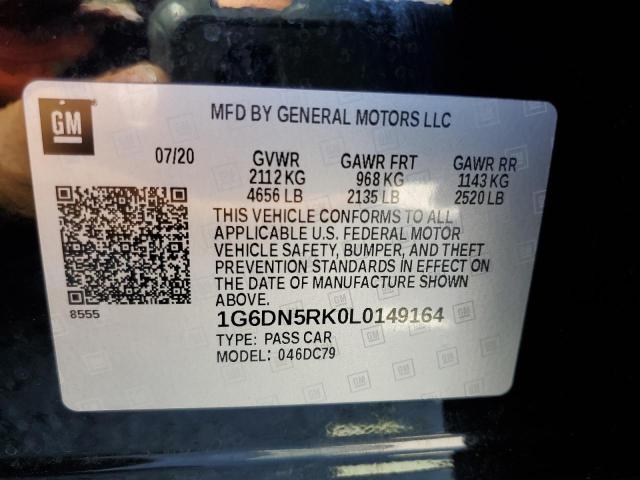 GM
MFD BY GENERAL MOTORS LLC
07/20 GVWR GAWR FRT GAWR RR
2112 KG 968 KG 1143 KG
4656 LB 2135 LB 2520 LB
THIS VEHICLE CONFORMS TO ALL
APPLICABLE U.S. FEDERAL MOTOR
VEHICLE SAFETY, BUMPER, AND THEFT
PREVENTION STANDARDS IN EFFECT ON
THE DATE OF MANUFACTURE SHOWN
ABOVE.
8555
1G6DN5RK0L0149164
TYPE: PASS CAR
MODEL: 046DC79